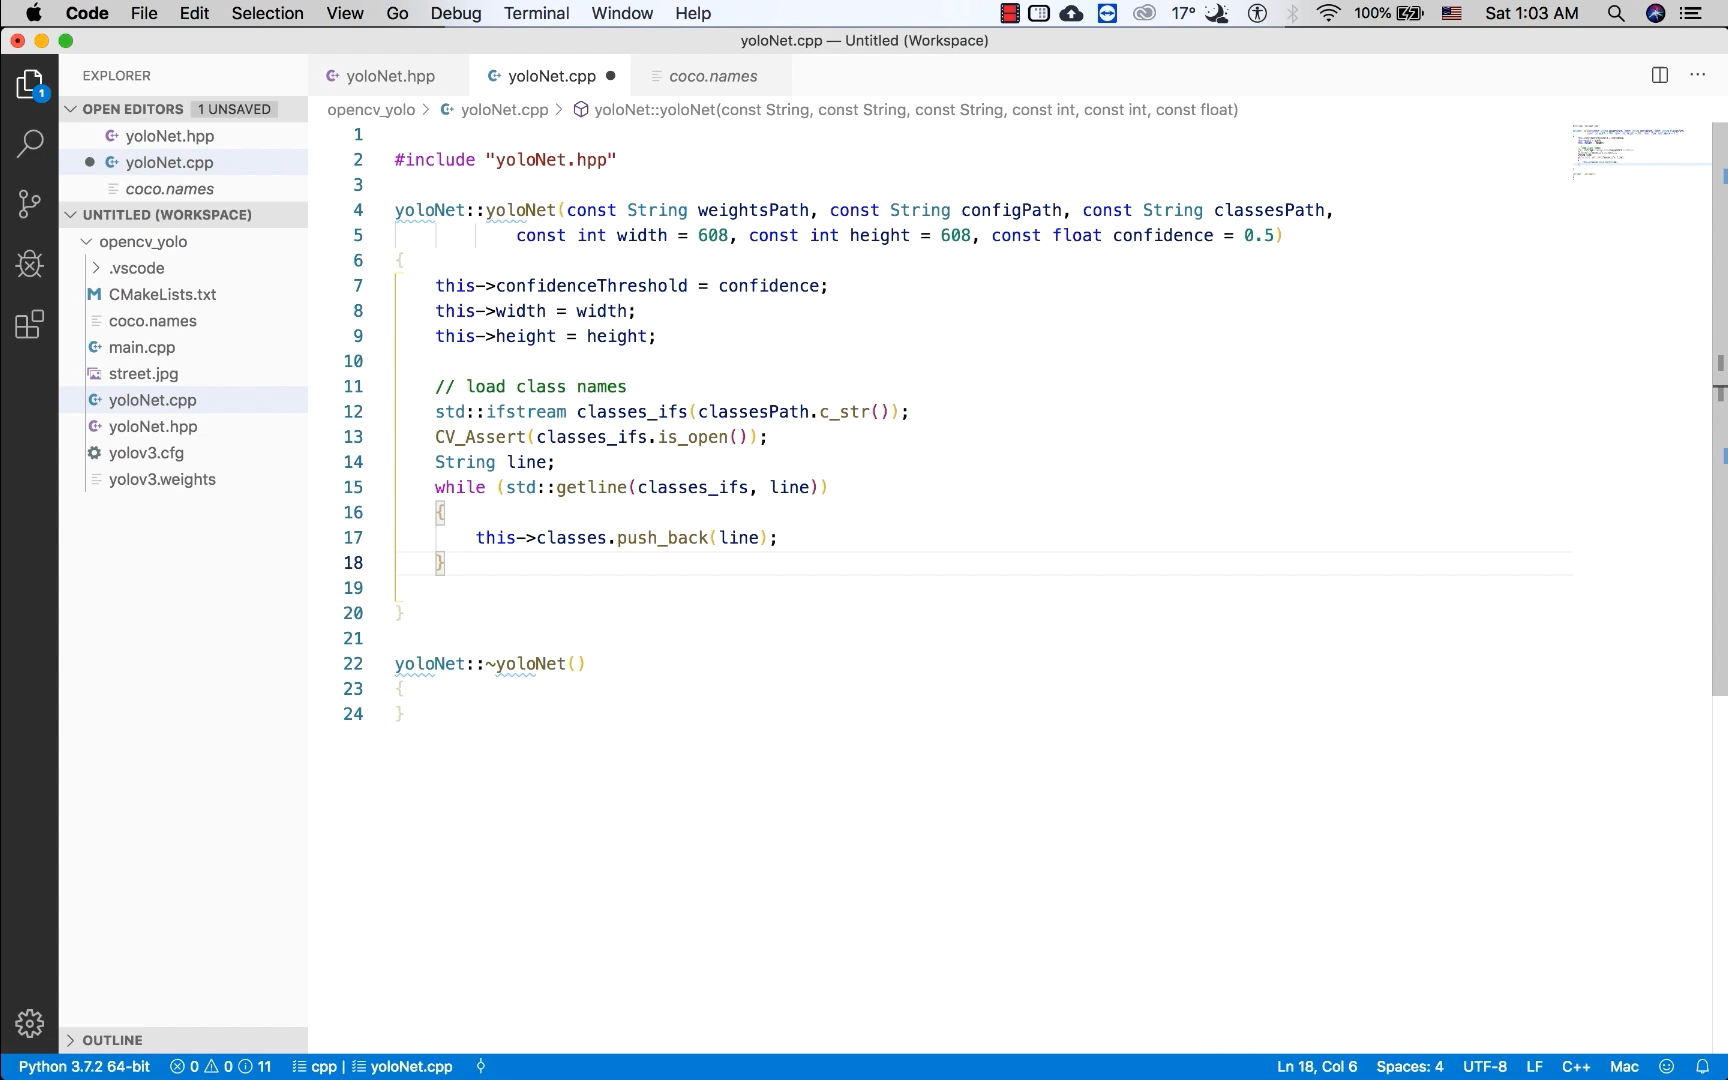 Code File Edit Selection View Go Debug Terminal Window Help 17° 100% Sat 1:03 AM
yoloNet.cpp — Untitled (Workspace)
EXPLORER
yoloNet.hpp yoloNet.cpp coco.names
OPEN EDITORS 1 UNSAVED
yoloNet.hpp
yoloNet.cpp
coco.names
UNTITLED (WORKSPACE)
opencv_yolo
.vscode
CMakeLists.txt
coco.names
main.cpp
street.jpg
yoloNet.cpp
yoloNet.hpp
yolov3.cfg
yolov3.weights
OUTLINE
1
opencv_yolo > yoloNet.cpp > yoloNet::yoloNet(const String, const String, const String, const int, const int, const float)
1
2 #include "yoloNet.hpp"
3
4 yoloNet::yoloNet(const String weightsPath, const String configPath, const String classesPath,
5 const int width = 608, const int height = 608, const float confidence = 0.5)
6 {
7 this->confidenceThreshold = confidence;
8 this->width = width;
9 this->height = height;
10
11 // load class names
12 std::ifstream classes_ifs(classesPath.c_str());
13 CV_Assert(classes_ifs.is_open());
14 String line;
15 while (std::getline(classes_ifs, line))
16 {
17 this->classes.push_back(line);
18 }
19
20 }
21
22 yoloNet::~yoloNet()
23 {
24 }
Python 3.7.2 64-bit 0 0 11 cpp | yoloNet.cpp Ln 18, Col 6 Spaces: 4 UTF-8 LF C++ Mac